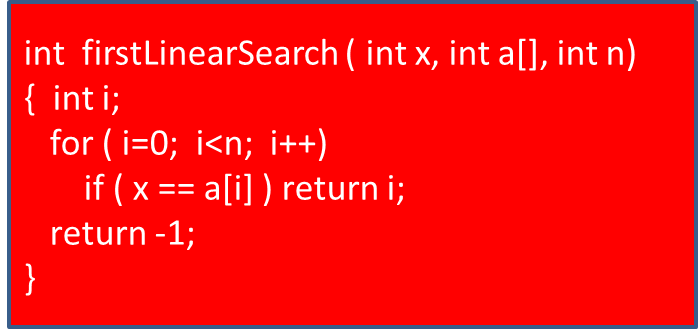 int  firstLinearSearch ( int x, int a[], int n)
{  int i;
for ( i=0;  i<n;  i++)
if ( x == a[i] ) return i;
return -1;
}